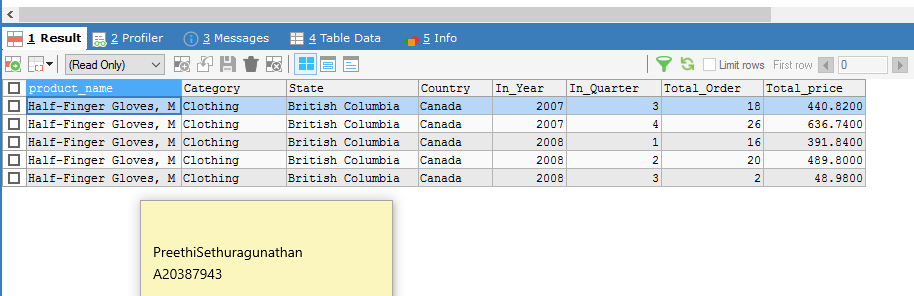 1 Result 2 Profiler 3 Messages 4 Table Data 5 Info
(Read Only) Limit rows First row 0
product_name Category State Country In_Year In_Quarter Total_Order Total_price
Half-Finger Gloves, M Clothing British Columbia Canada 2007 3 18 440.8200
Half-Finger Gloves, M Clothing British Columbia Canada 2007 4 26 636.7400
Half-Finger Gloves, M Clothing British Columbia Canada 2008 1 16 391.8400
Half-Finger Gloves, M Clothing British Columbia Canada 2008 2 20 489.8000
Half-Finger Gloves, M Clothing British Columbia Canada 2008 3 2 48.9800
PreethiSethuragunathan
A20387943